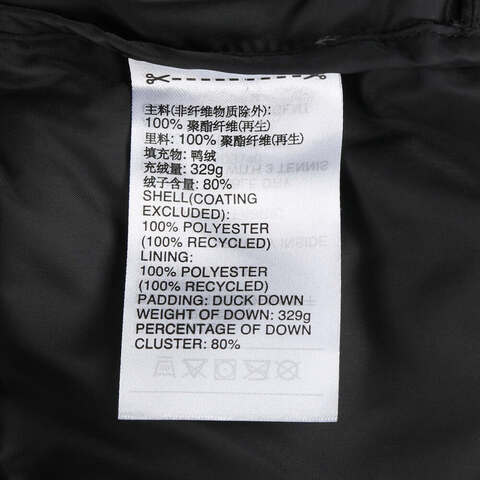 主料(非纤维物质除外):
100% 聚酯纤维(再生)
里料: 100% 聚酯纤维(再生)
填充物: 鸭绒
充绒量: 329g
绒子含量: 80%
SHELL(COATING
EXCLUDED):
100% POLYESTER
(100% RECYCLED)
LINING:
100% POLYESTER
(100% RECYCLED)
PADDING: DUCK DOWN
WEIGHT OF DOWN: 329g
PERCENTAGE OF DOWN
CLUSTER: 80%